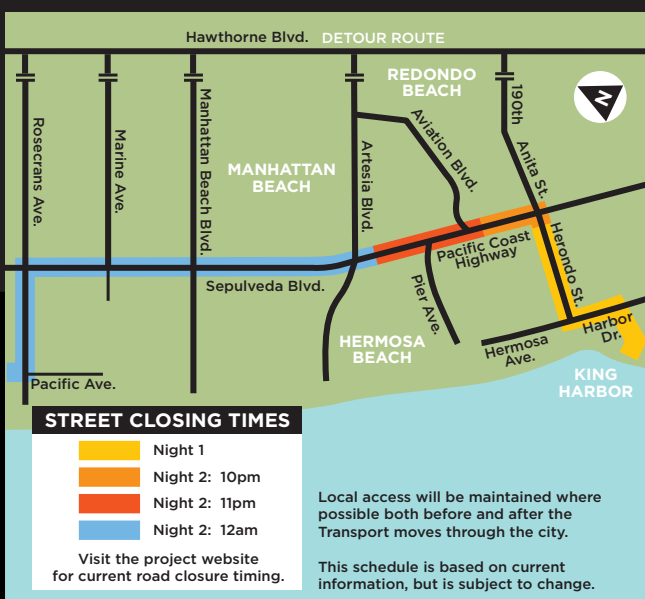 Hawthorne Blvd. DETOUR ROUTE
REDONDO
BEACH
N
190th
Rosecrans Ave.
Marine Ave.
Manhattan Beach Blvd.
Artesia Blvd.
Aviation Blvd.
Anita St.
MANHATTAN
BEACH
Pacific Coast
Highway
Herondo St.
Sepulveda Blvd.
Pier Ave.
Harbor
Dr.
HERMOSA
BEACH
Hermosa
Ave.
KING
HARBOR
Pacific Ave.
STREET CLOSING TIMES
Night 1
Night 2: 10pm
Night 2: 11pm
Night 2: 12am
Visit the project website
for current road closure timing.
Local access will be maintained where
possible both before and after the
Transport moves through the city.
This schedule is based on current
information, but is subject to change.